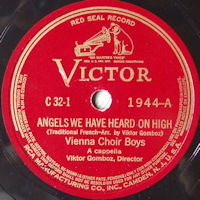 RED SEAL RECORD
"HIS MASTER'S VOICE"
VICTOR
C 32-1
1944-A
ANGELS WE HAVE HEARD ON HIGH
(Traditional French-Arr. by Viktor Gomboz)
Vienna Choir Boys
A cappella
Viktor Gomboz, Director
RCA MANUFACTURING CO., INC., CAMDEN, N. J., U. S. A.